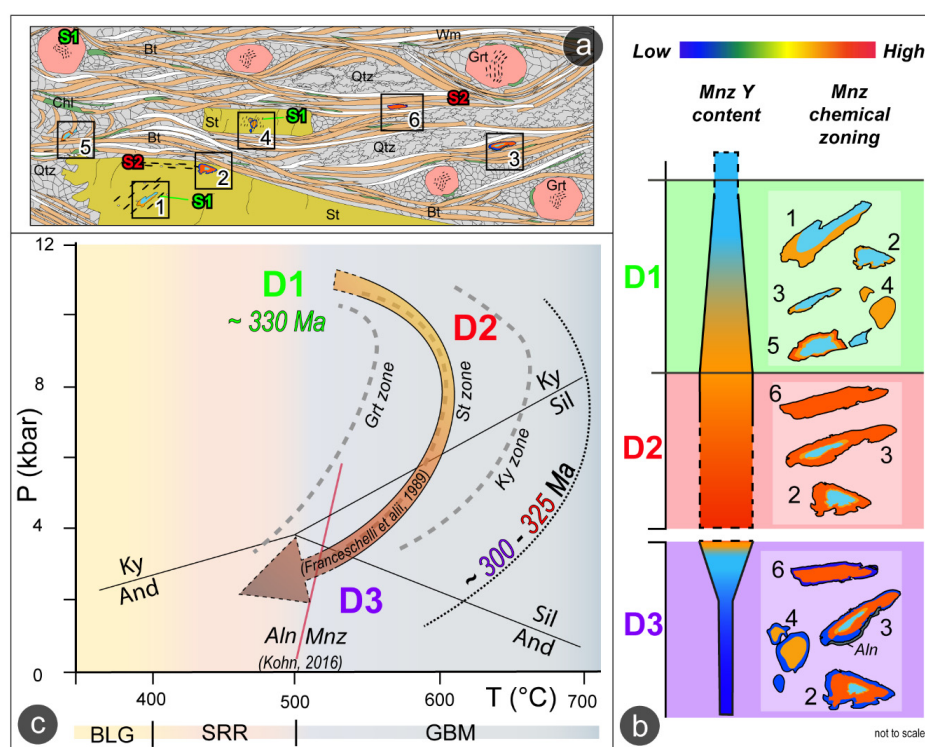 S1
Bt
Wm
a
Grt
Qtz
S2
Chl
St
S1
6
4
Qtz
5
Bt
3
S2
2
Qtz
Grt
1
S1
St
Bt
Low
High
Mnz Y
content
Mnz
chemical
zoning
D1
1
2
3
4
5
D2
6
3
2
D3
6
4
3
Aln
2
b
not to scale
12
8
4
0
P (kbar)
D1
~ 330 Ma
D2
Grt zone
St zone
Ky zone
Ky
Sil
(Franceschelli et alii, 1989)
~ 300 - 325 Ma
Ky
And
D3
Sil
And
Aln Mnz
(Kohn, 2016)
400
500
600
T (°C)
700
c
BLG
SRR
GBM